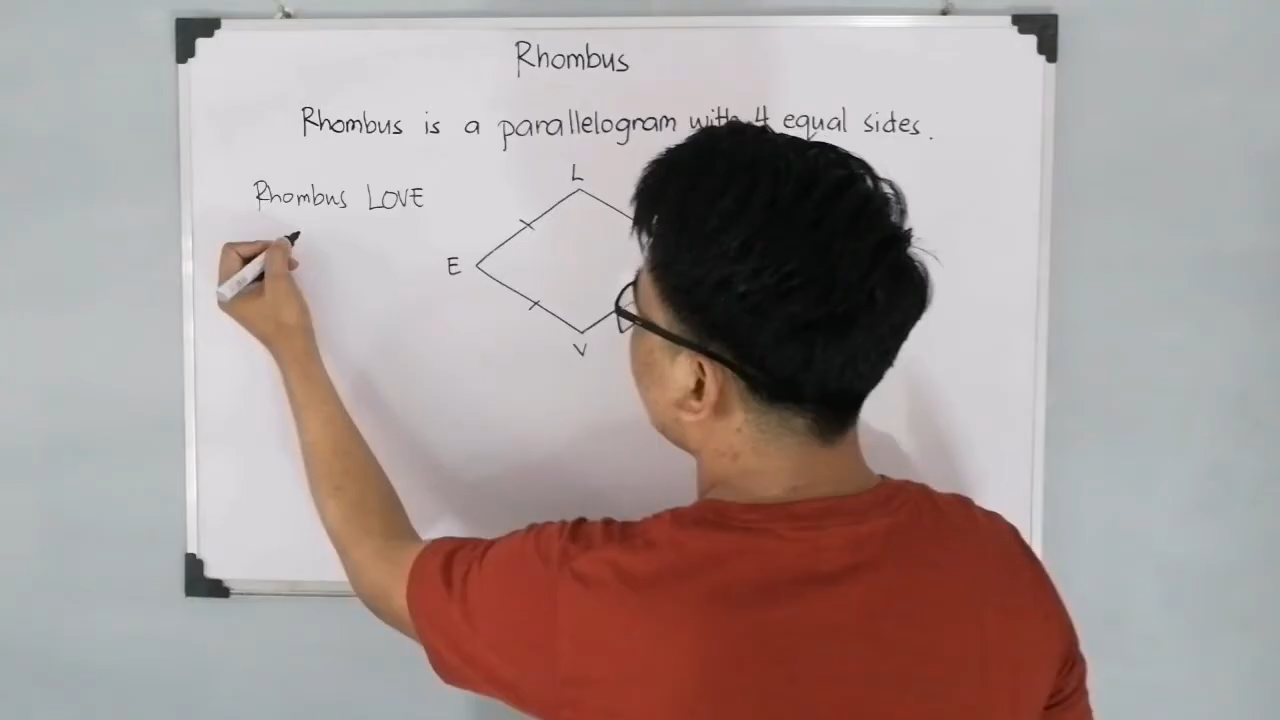 Rhombus
Rhombus is a parallelogram with 4 equal sides.
Rhombus LOVE
L
E
V